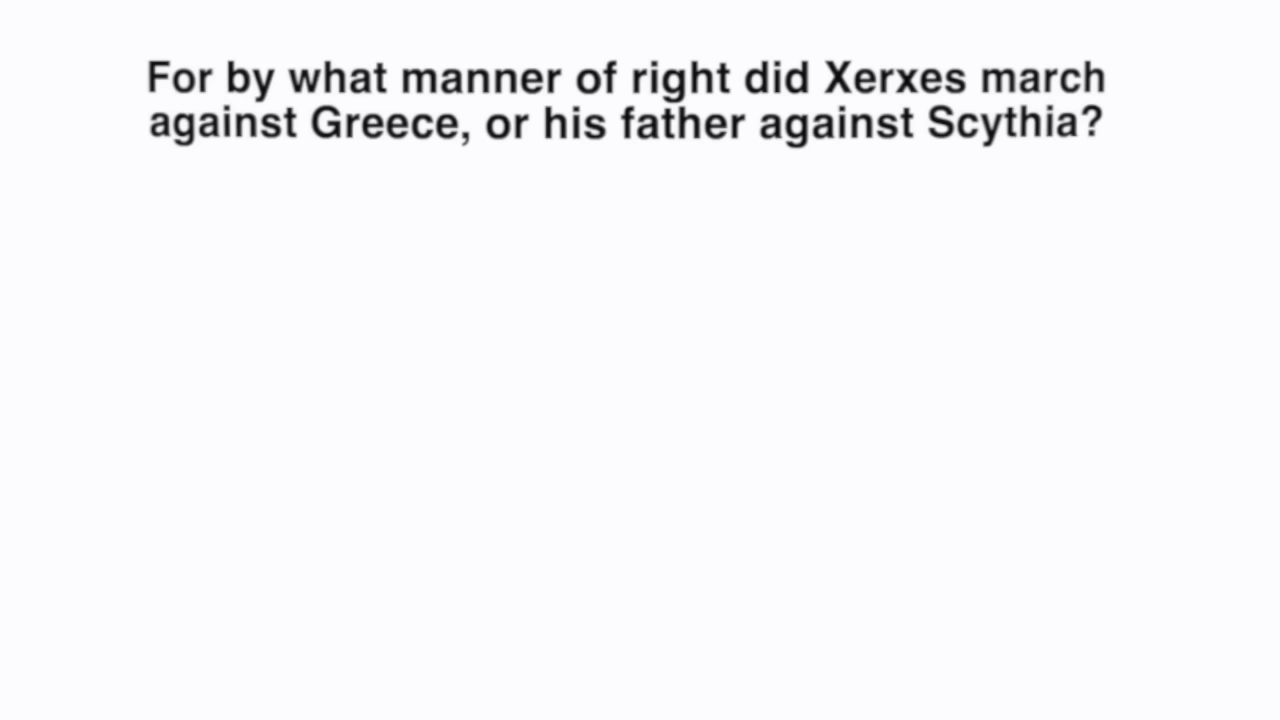 For by what manner of right did Xerxes march
against Greece, or his father against Scythia?